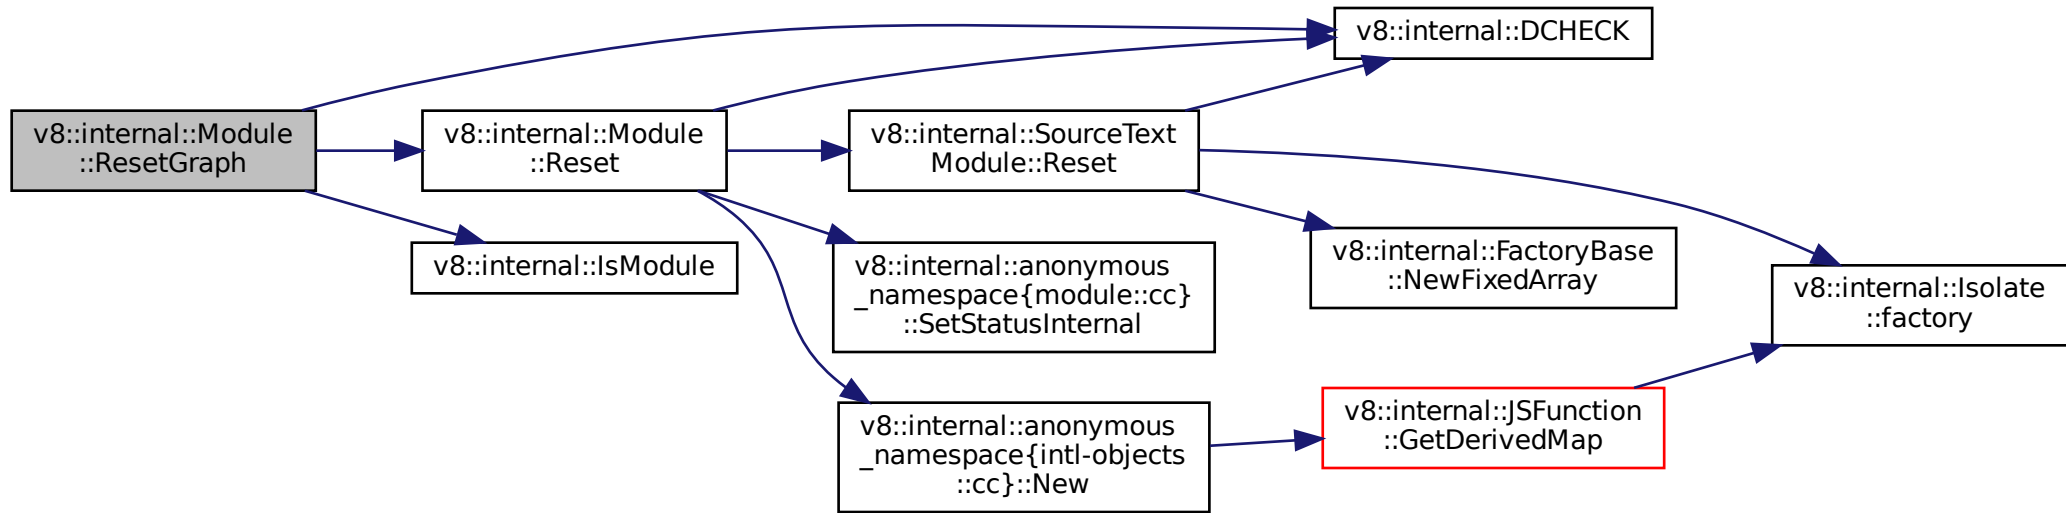 v8::internal::Module
::ResetGraph
v8::internal::Module
::Reset
v8::internal::IsModule
v8::internal::SourceText
Module::Reset
v8::internal::anonymous
_namespace{module::cc}
::SetStatusInternal
v8::internal::anonymous
_namespace{intl-objects
::cc}::New
v8::internal::DCHECK
v8::internal::FactoryBase
::NewFixedArray
v8::internal::JSFunction
::GetDerivedMap
v8::internal::Isolate
::factory